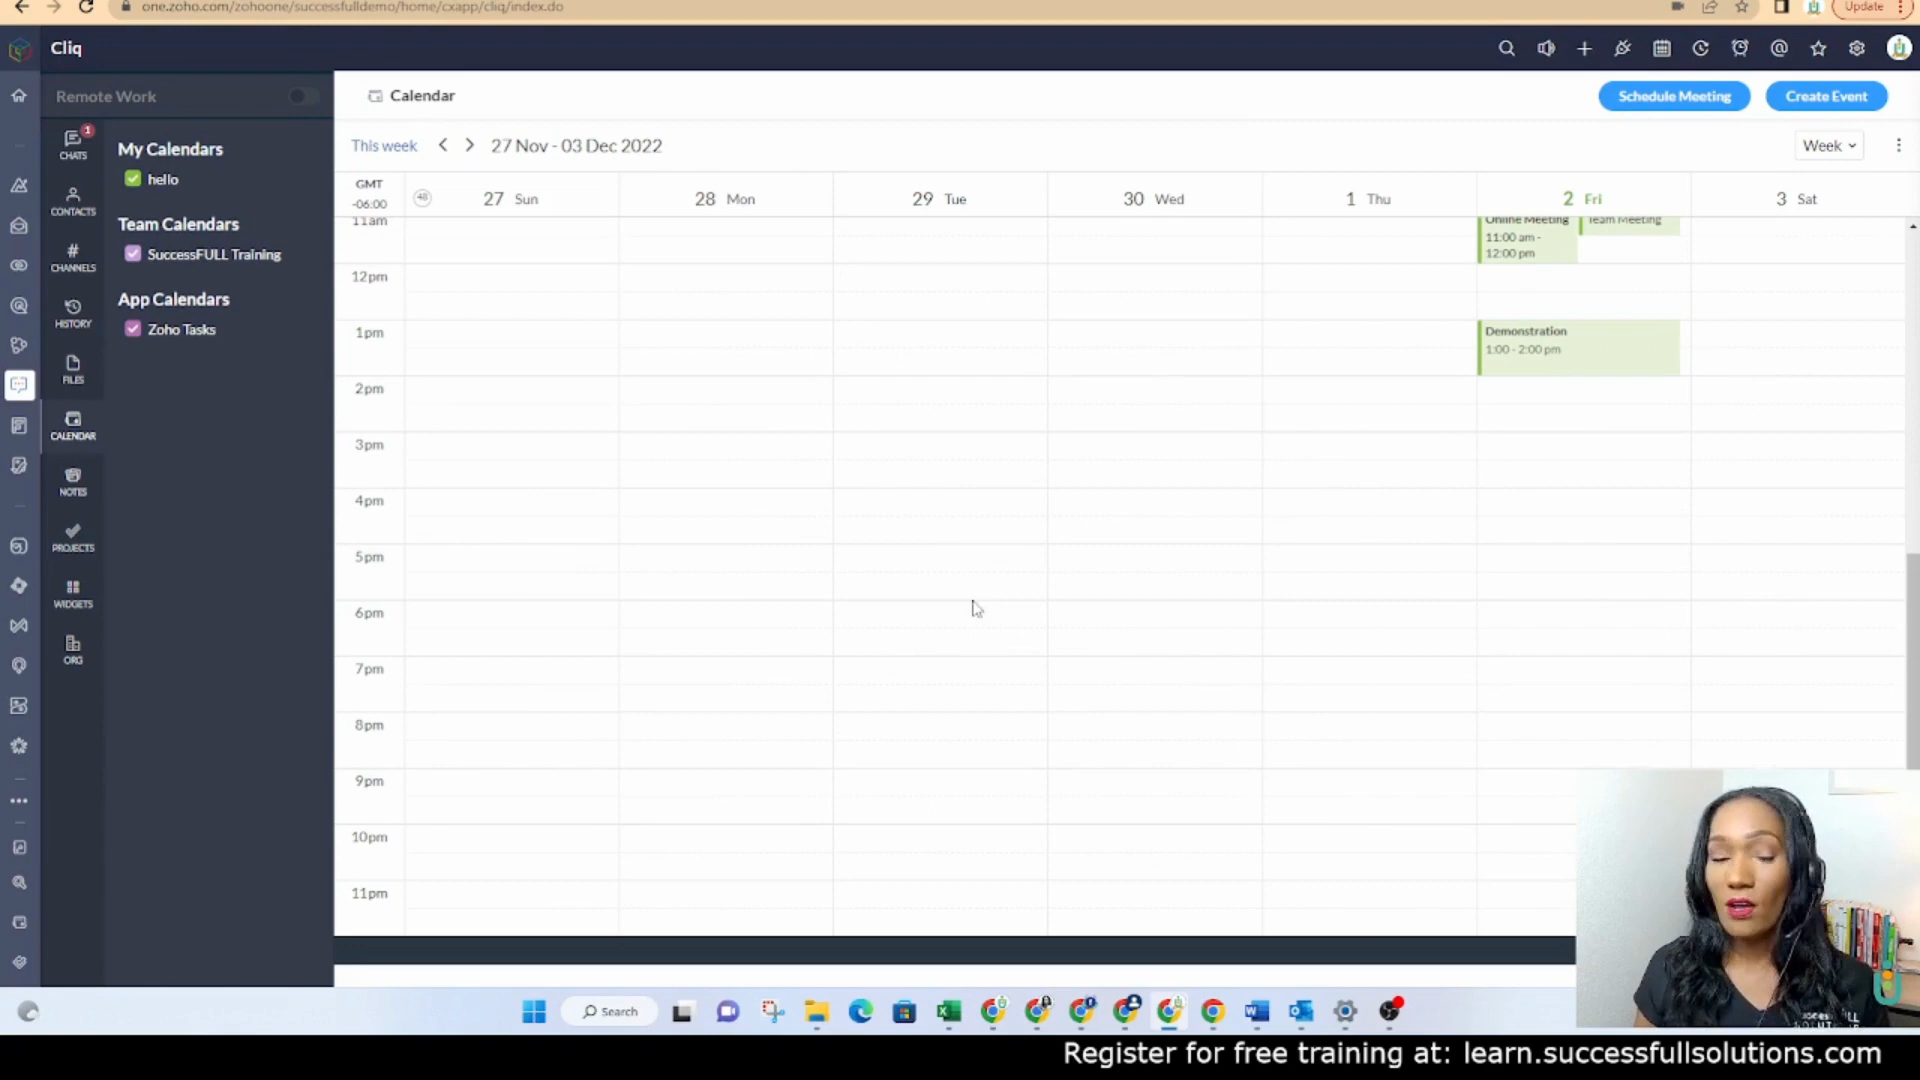 one.zoho.com/zohoone/successfulldemo/home/cxapp/cliq/index.do
Update
Cliq
Remote Work
Calendar
Schedule Meeting
Create Event
CHATS
1
CONTACTS
CHANNELS
HISTORY
FILES
CALENDAR
NOTES
PROJECTS
WIDGETS
ORG
My Calendars
hello
Team Calendars
SuccessFULL Training
App Calendars
Zoho Tasks
This week
27 Nov - 03 Dec 2022
Week
GMT
-06:00
48
27 Sun
28 Mon
29 Tue
30 Wed
1 Thu
2 Fri
3 Sat
11am
12pm
1pm
2pm
3pm
4pm
5pm
6pm
7pm
8pm
9pm
10pm
11pm
Online Meeting
11:00 am -
12:00 pm
Team Meeting
Demonstration
1:00 - 2:00 pm
Search
Register for free training at: learn.successfullsolutions.com